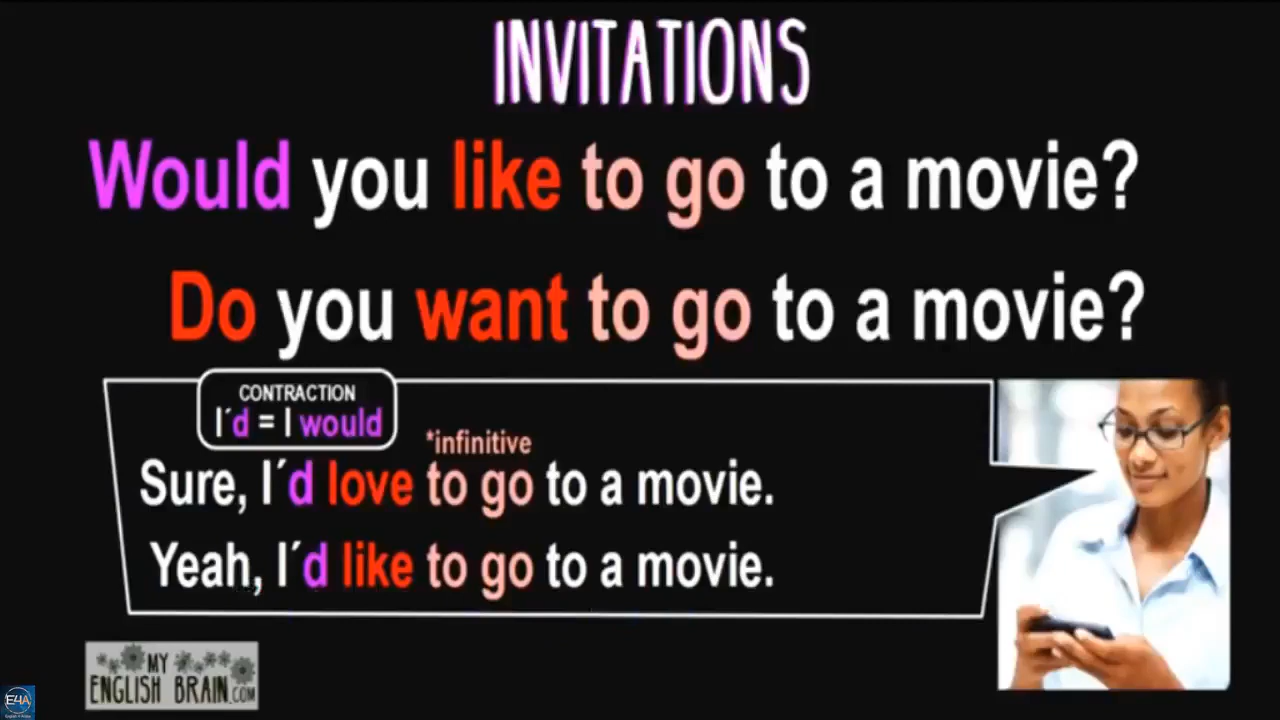 INVITATIONS
Would you like to go to a movie?
Do you want to go to a movie?
CONTRACTION
I´d = I would
*infinitive
Sure, I´d love to go to a movie.
Yeah, I´d like to go to a movie.
MY
ENGLISH BRAIN.COM
E4A